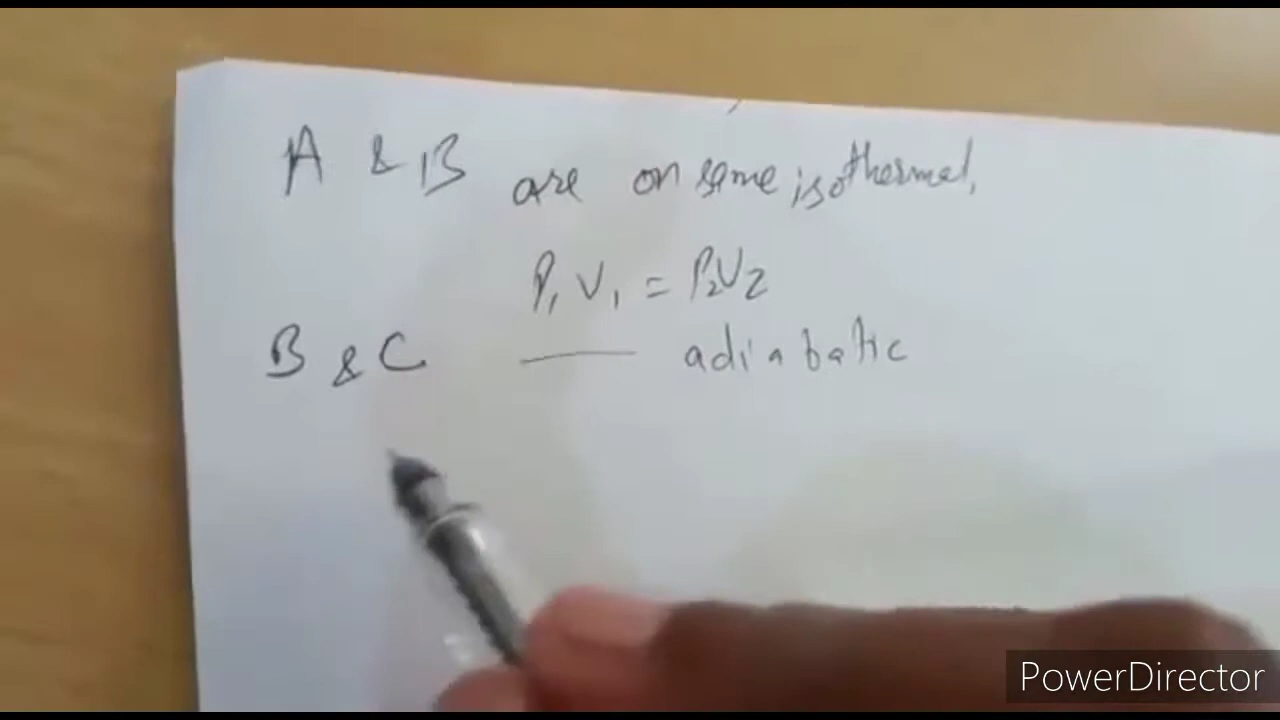 A & B are on same isothermal,
P₁V₁ = P₂V₂
B & C — adiabatic
PowerDirector